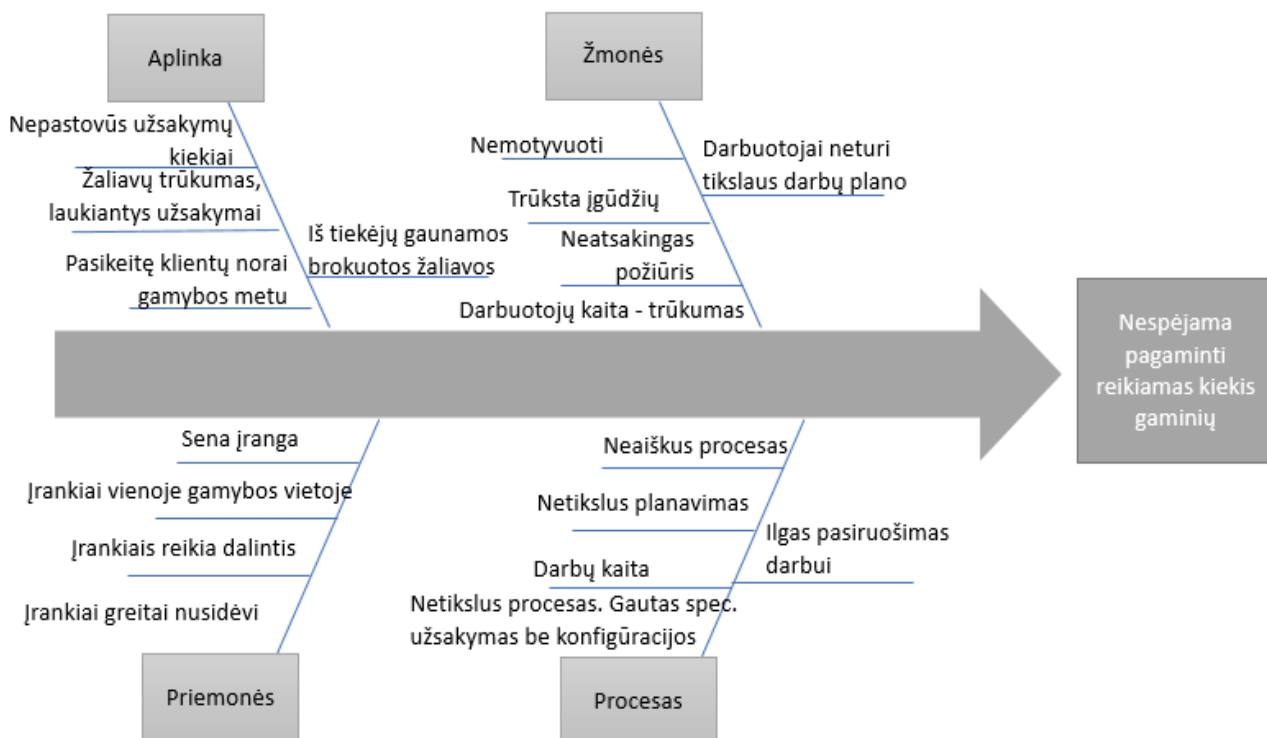 Aplinka
Nepastovūs užsakymų
kiekiai
Žaliavų trūkumas,
laukiantys užsakymai
Pasikeitę klientų norai
gamybos metu
Iš tiekėjų gaunamos
brokuotos žaliavos
Žmonės
Nemotyvuoti
Trūksta įgūdžių
Neatsakingas
požiūris
Darbuotojų kaita - trūkumas
Darbuotojai neturi
tikslaus darbų plano
Nespėjama
pagaminti
reikiamas kiekis
gaminių
Sena įranga
Įrankiai vienoje gamybos vietoje
Įrankiais reikia dalintis
Įrankiai greitai nusidėvi
Priemonės
Neaiškus procesas
Netikslus planavimas
Darbų kaita
Netikslus procesas. Gautas spec.
užsakymas be konfigūracijos
Ilgas pasiruošimas
darbui
Procesas